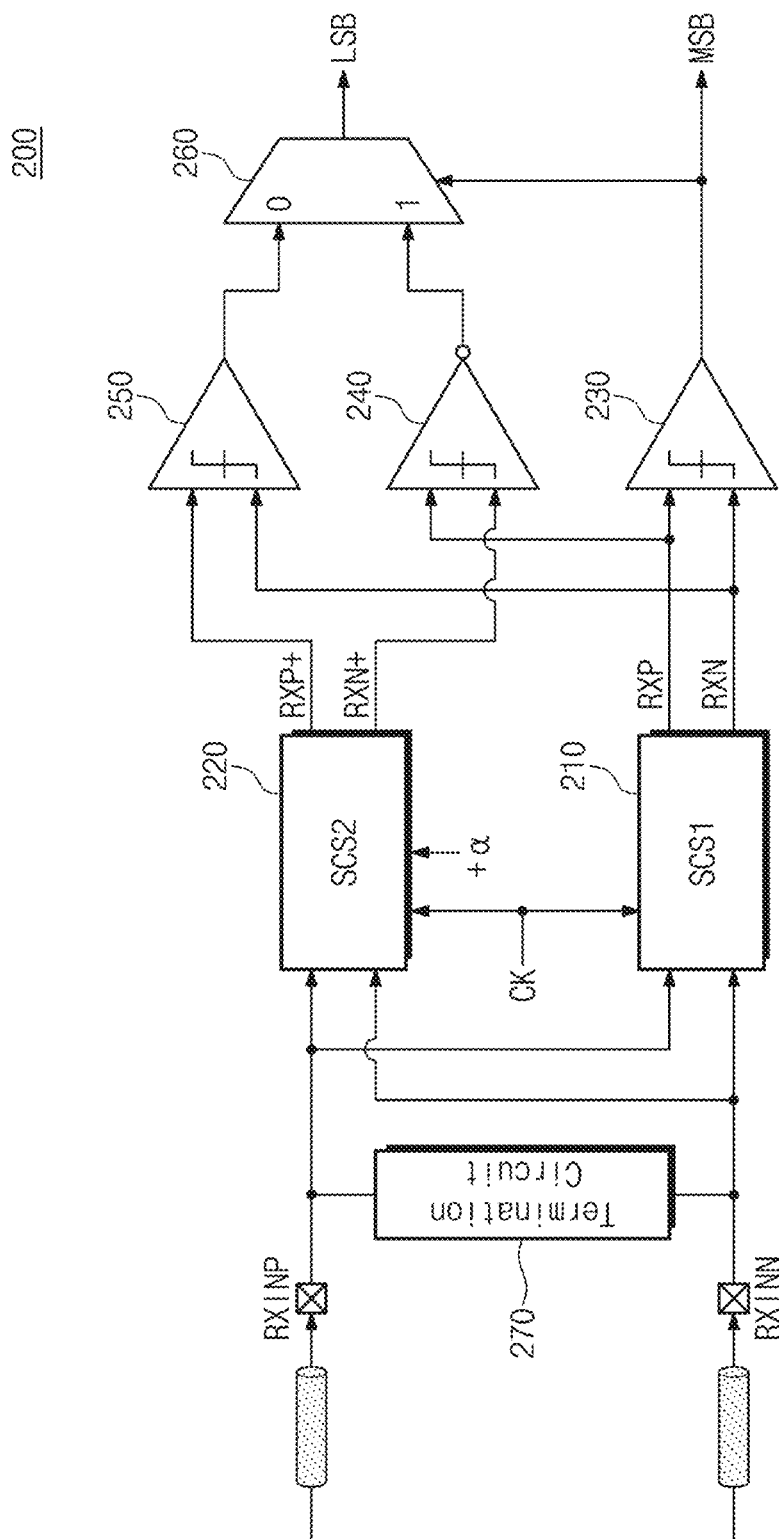 200
RXINP
RXINN
Termination
Circuit
270
CK
+α
220
SCS2
210
SCS1
RXP+
RXN+
RXP
RXN
250
240
230
260
0
1
LSB
MSB